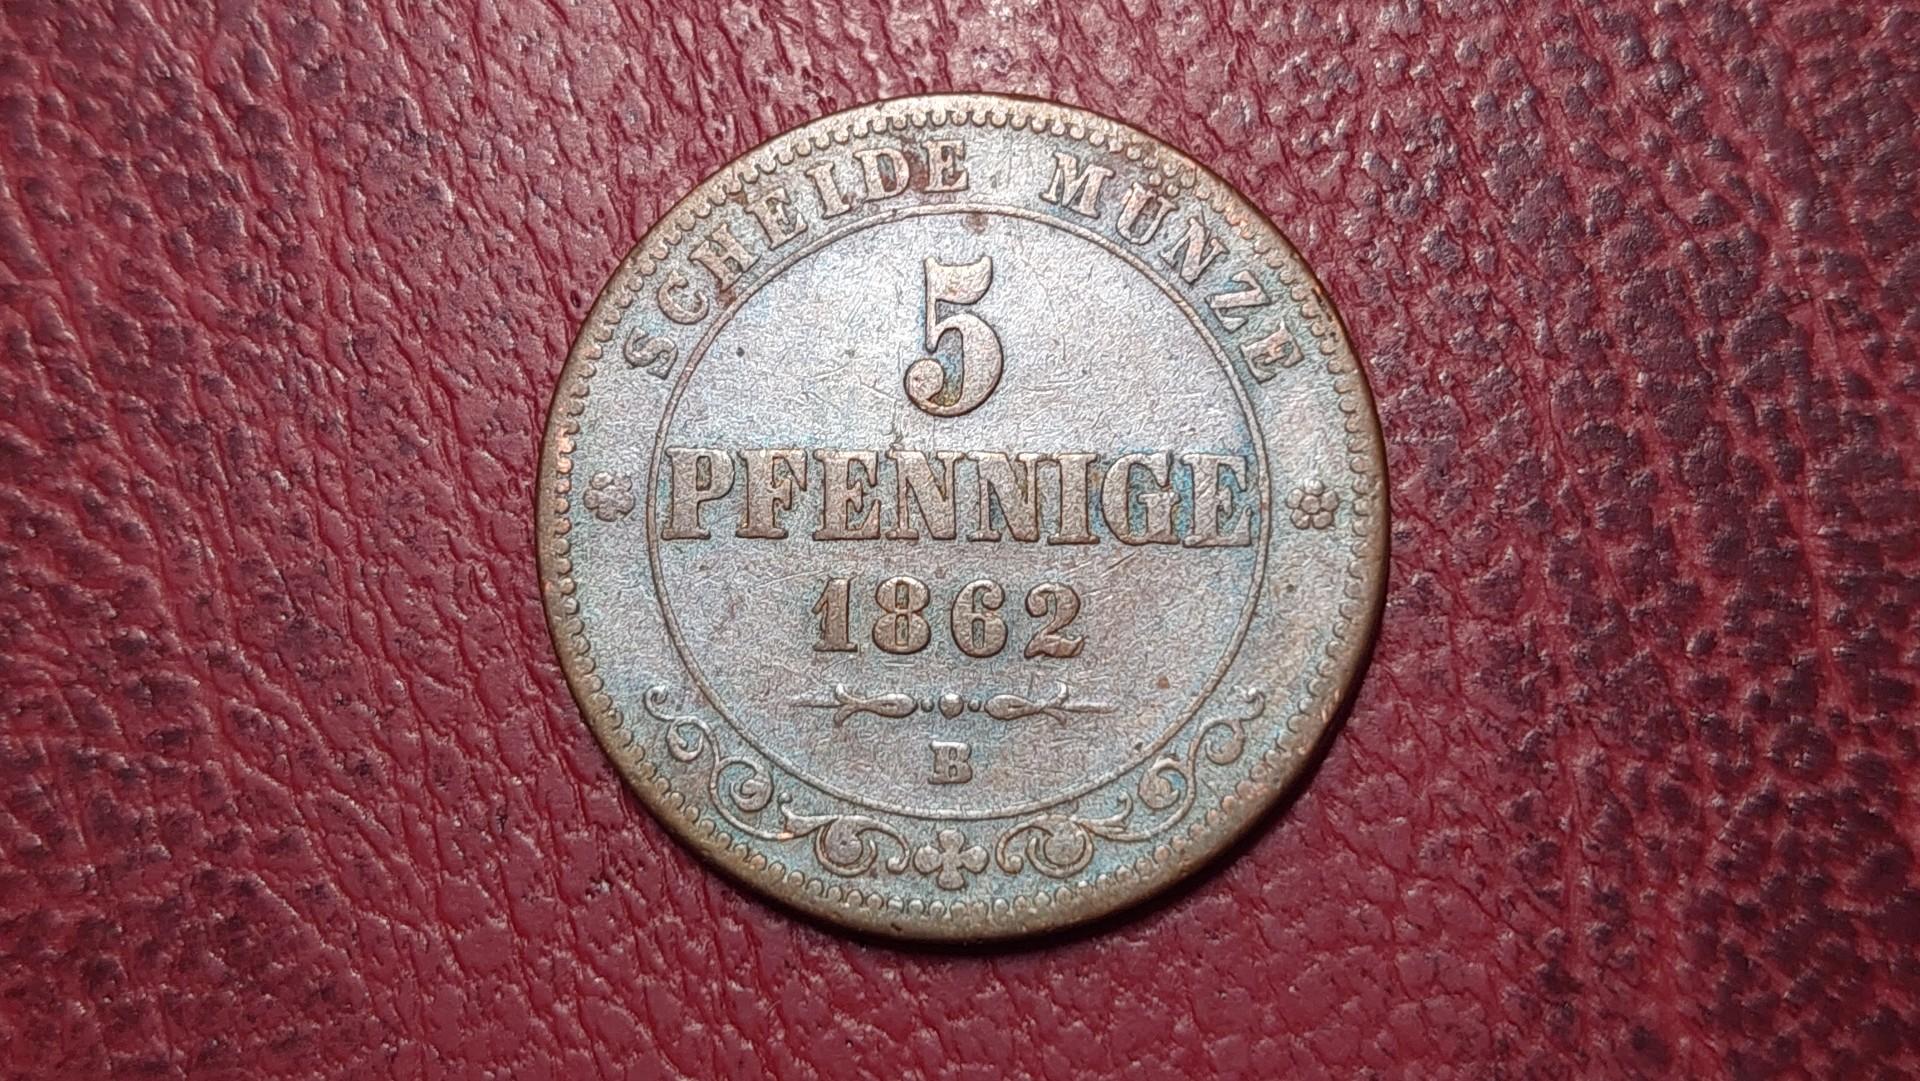 SCHEIDE MÜNZE
5
PFENNIGE
1862
B